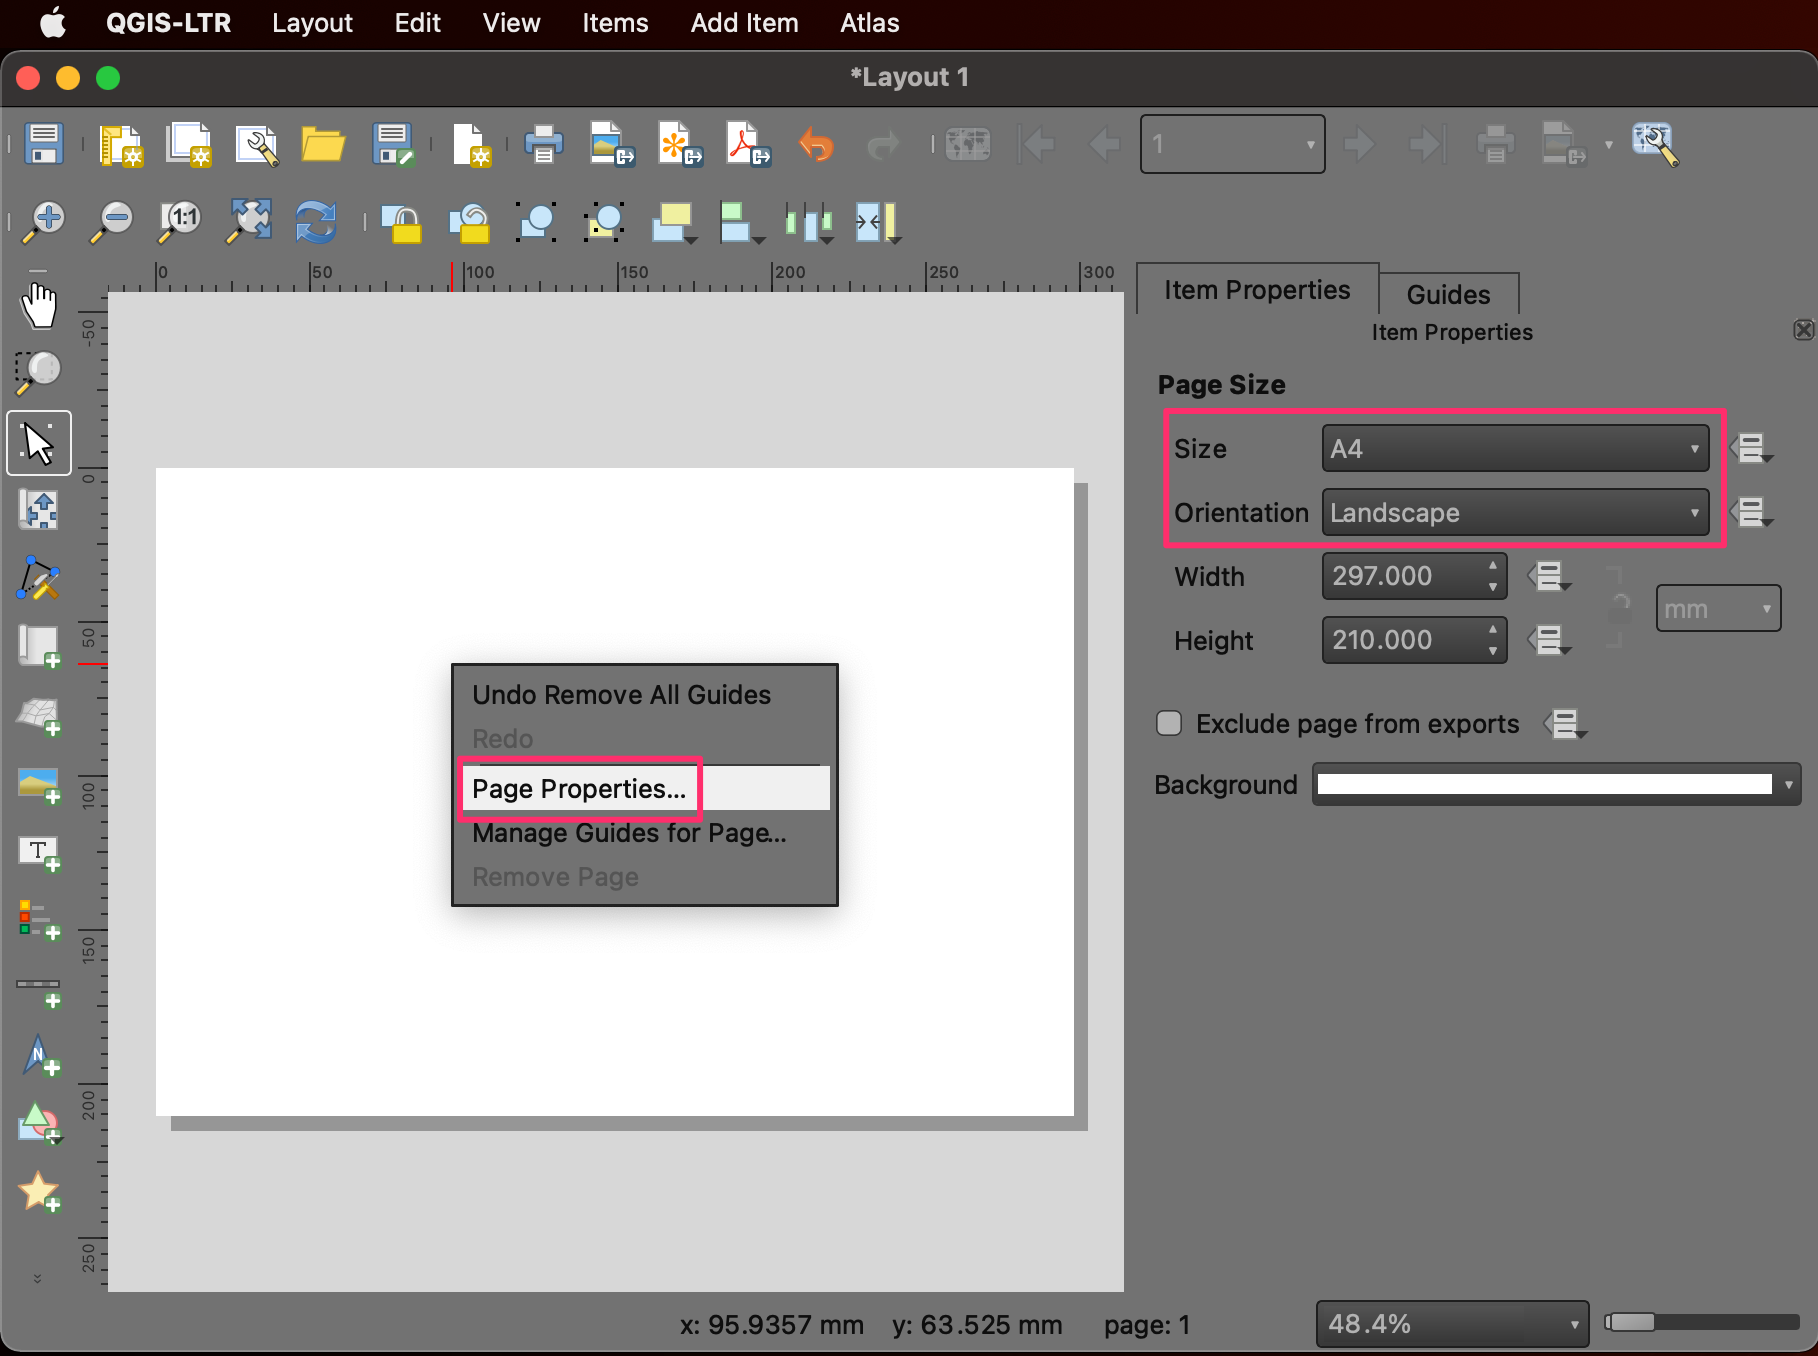 QGIS-LTR Layout Edit View Items Add Item Atlas
*Layout 1
1
1:1
0 50 100 150 200 250 300
Item Properties Guides
Item Properties
-50
0
50
100
150
200
250
Page Size
Size A4
Orientation Landscape
Width 297.000
mm
Height 210.000
Exclude page from exports
Background
Undo Remove All Guides
Redo
Page Properties...
Manage Guides for Page...
Remove Page
T
N
x: 95.9357 mm y: 63.525 mm page: 1 48.4%